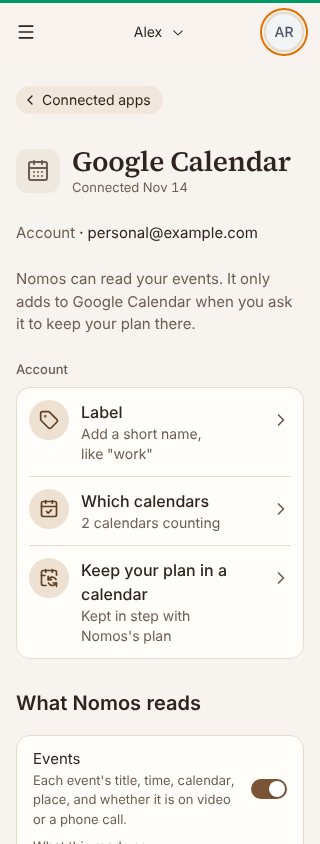 Alex
AR
Connected apps
Google Calendar
Connected Nov 14
Account · personal@example.com
Nomos can read your events. It only
adds to Google Calendar when you ask
it to keep your plan there.
Account
Label
Add a short name,
like "work"
Which calendars
2 calendars counting
Keep your plan in a
calendar
Kept in step with
Nomos's plan
What Nomos reads
Events
Each event's title, time, calendar,
place, and whether it is on video
or a phone call.